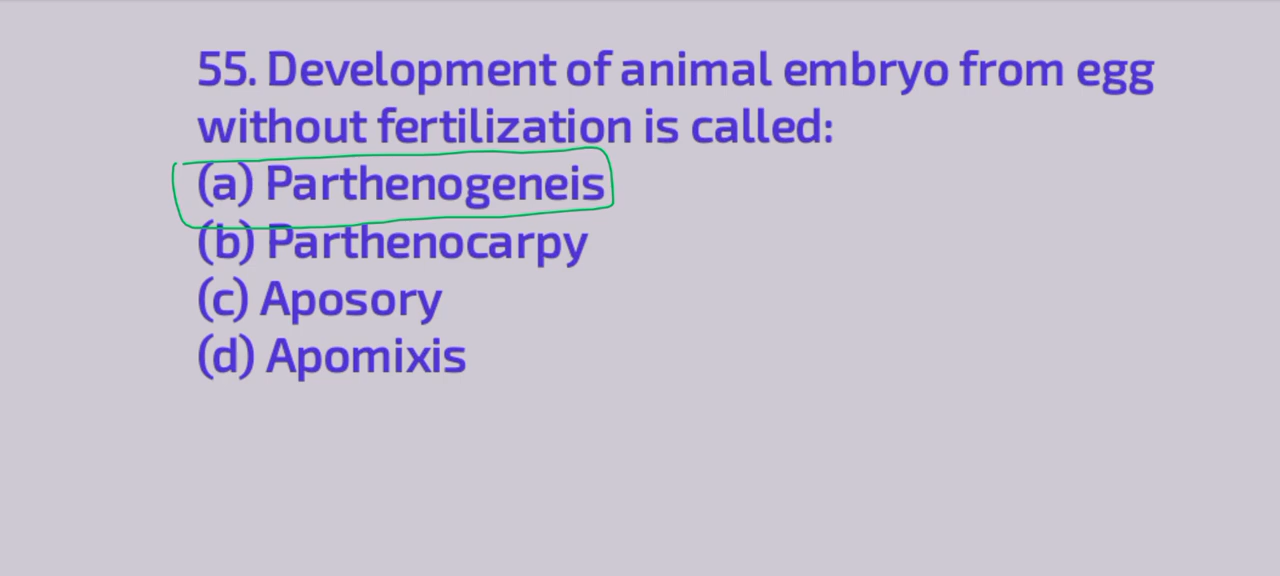 55. Development of animal embryo from egg
without fertilization is called:
(a) Parthenogeneis
(b) Parthenocarpy
(c) Aposory
(d) Apomixis